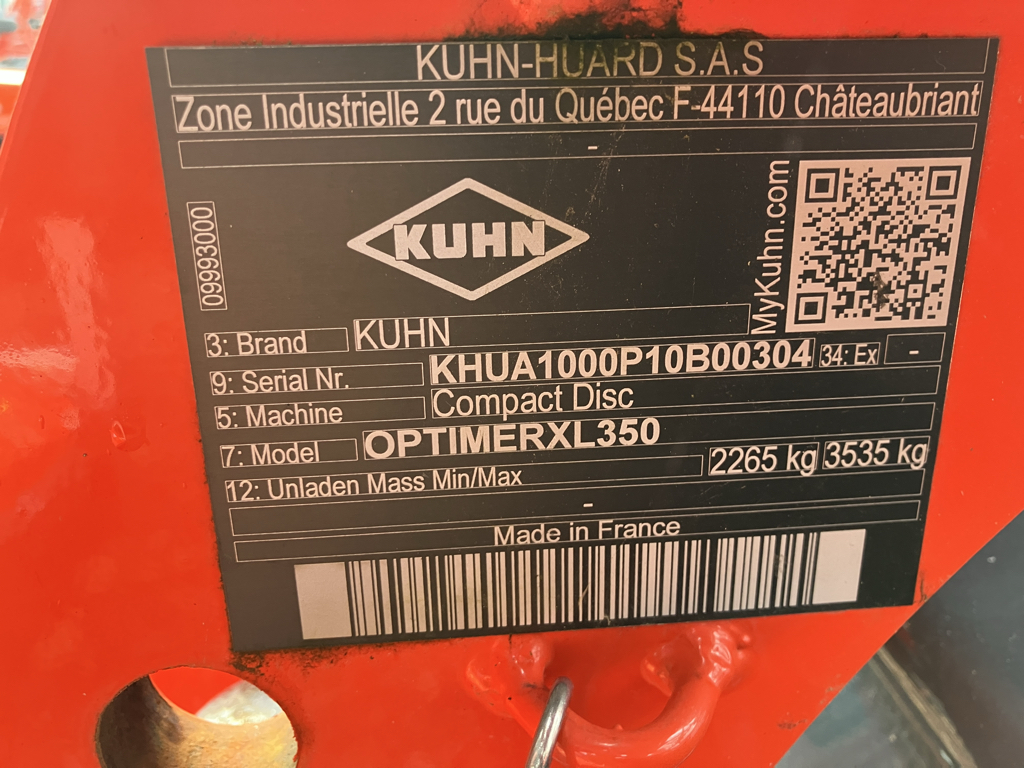 KUHN-HUARD S.A.S
Zone Industrielle 2 rue du Québec F-44110 Châteaubriant
-
09993000
KUHN
MyKuhn.com
3: Brand KUHN
9: Serial Nr. KHUA1000P10B00304 34: Ex -
5: Machine Compact Disc
7: Model OPTIMERXL350
12: Unladen Mass Min/Max 2265 kg 3535 kg
-
Made in France